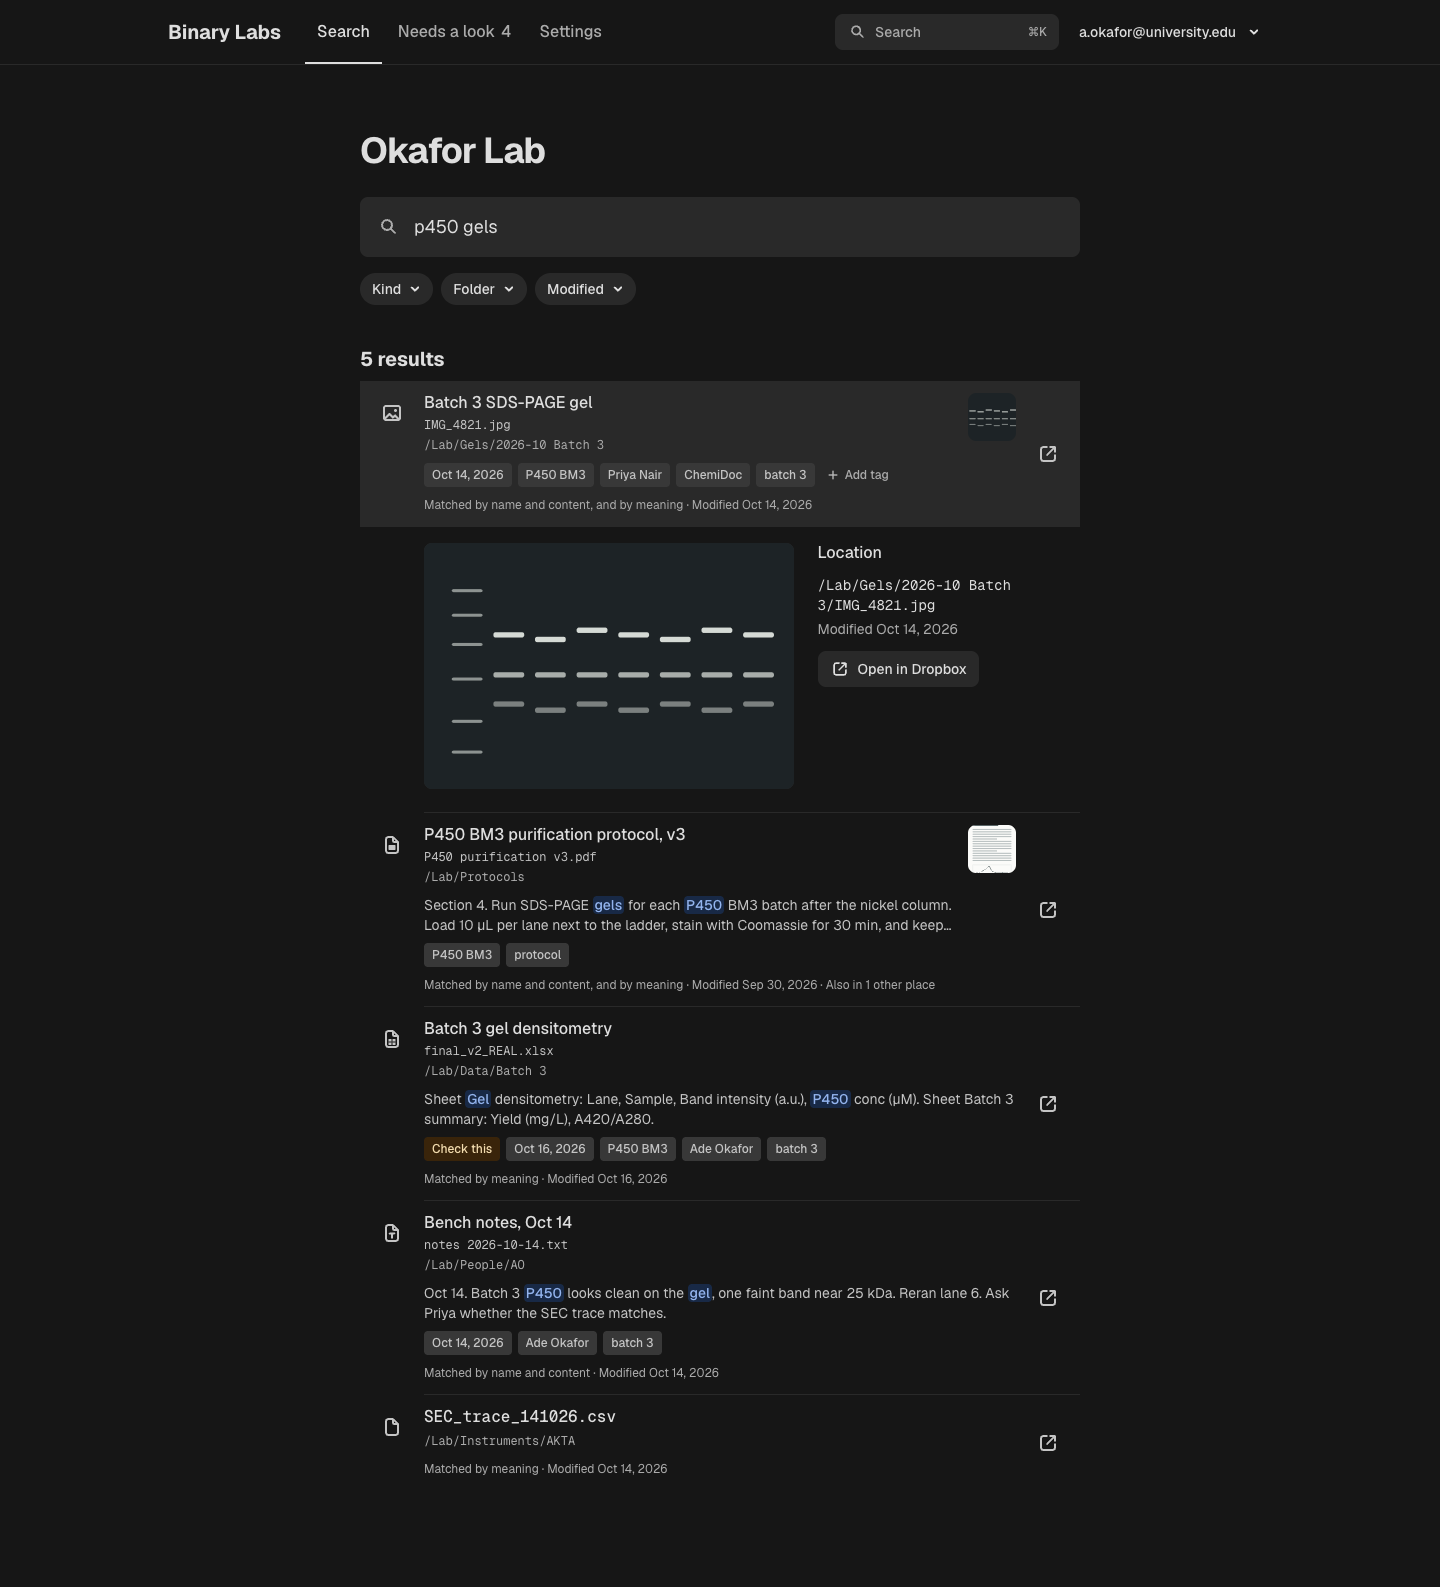 Binary Labs
Search
Needs a look 4
Settings
Search
⌘K
a.okafor@university.edu
Okafor Lab
p450 gels
Kind
Folder
Modified
5 results
Batch 3 SDS-PAGE gel
IMG_4821.jpg
/Lab/Gels/2026-10 Batch 3
Oct 14, 2026
P450 BM3
Priya Nair
ChemiDoc
batch 3
+ Add tag
Matched by name and content, and by meaning · Modified Oct 14, 2026
Location
/Lab/Gels/2026-10 Batch
3/IMG_4821.jpg
Modified Oct 14, 2026
Open in Dropbox
P450 BM3 purification protocol, v3
P450 purification v3.pdf
/Lab/Protocols
Section 4. Run SDS-PAGE gels for each P450 BM3 batch after the nickel column.
Load 10 µL per lane next to the ladder, stain with Coomassie for 30 min, and keep…
P450 BM3
protocol
Matched by name and content, and by meaning · Modified Sep 30, 2026 · Also in 1 other place
Batch 3 gel densitometry
final_v2_REAL.xlsx
/Lab/Data/Batch 3
Sheet Gel densitometry: Lane, Sample, Band intensity (a.u.), P450 conc (µM). Sheet Batch 3
summary: Yield (mg/L), A420/A280.
Check this
Oct 16, 2026
P450 BM3
Ade Okafor
batch 3
Matched by meaning · Modified Oct 16, 2026
Bench notes, Oct 14
notes 2026-10-14.txt
/Lab/People/AO
Oct 14. Batch 3 P450 looks clean on the gel, one faint band near 25 kDa. Reran lane 6. Ask
Priya whether the SEC trace matches.
Oct 14, 2026
Ade Okafor
batch 3
Matched by name and content · Modified Oct 14, 2026
SEC_trace_141026.csv
/Lab/Instruments/AKTA
Matched by meaning · Modified Oct 14, 2026